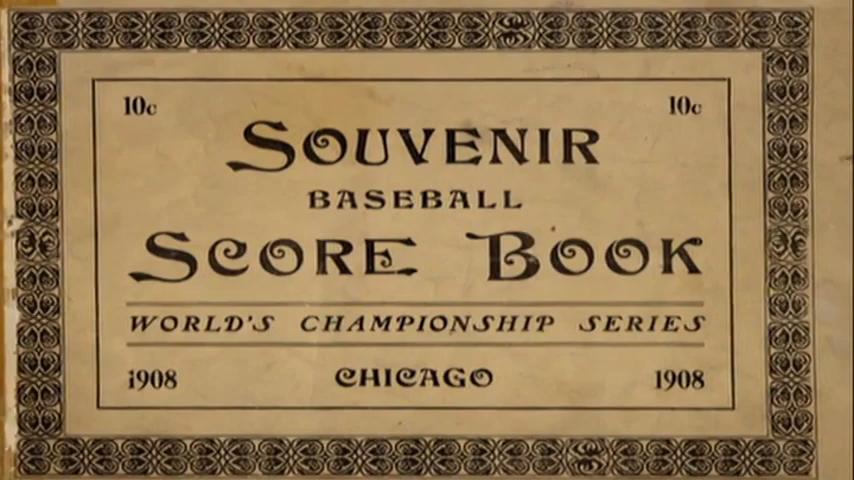 10c 10c
SOUVENIR
BASEBALL
SCORE BOOK
WORLD'S CHAMPIONSHIP SERIES
1908 CHICAGO 1908